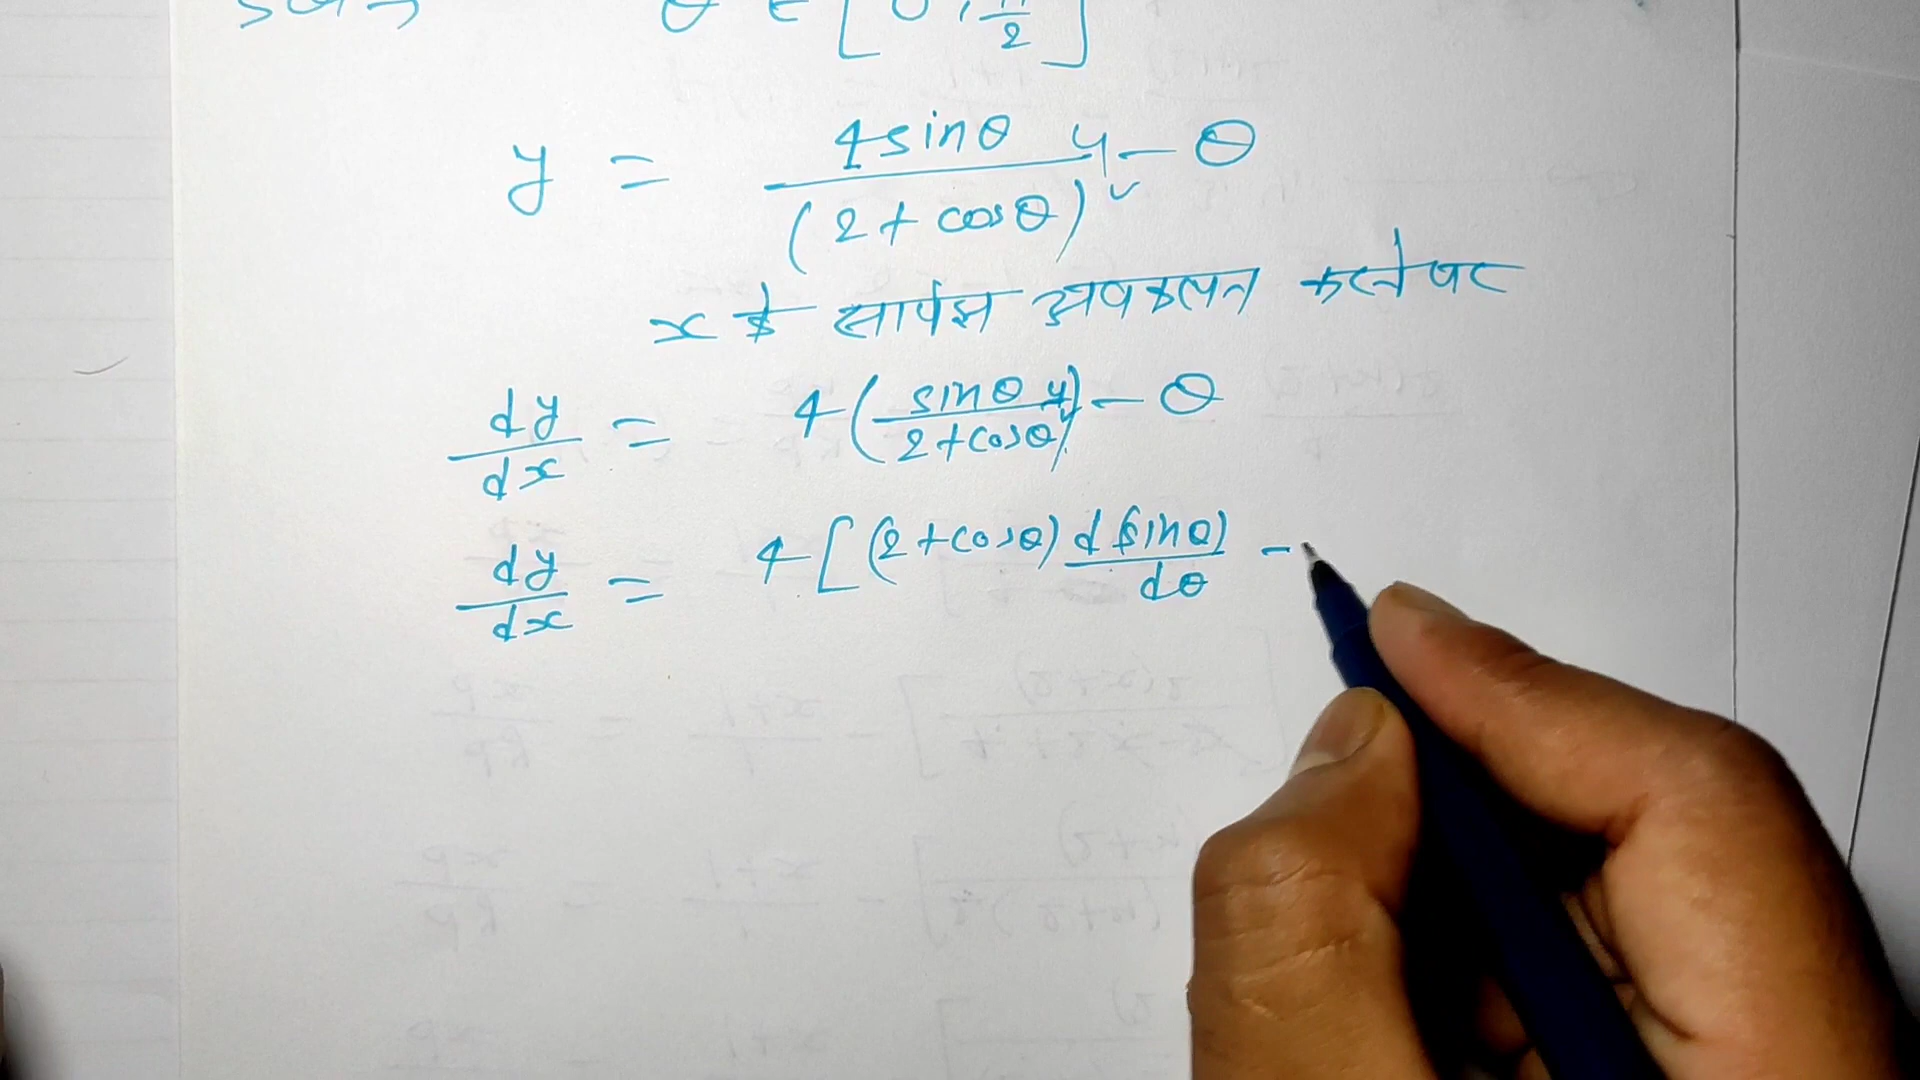 θ ∈ [0, π/2]
y = 4sinθ u / (2+cosθ) v − θ
x के सापेक्ष अवकलन करने पर
dy/dx = 4(sinθ u / 2+cosθ v) − θ
dy/dx = 4[(2+cosθ) d(sinθ)/dθ −